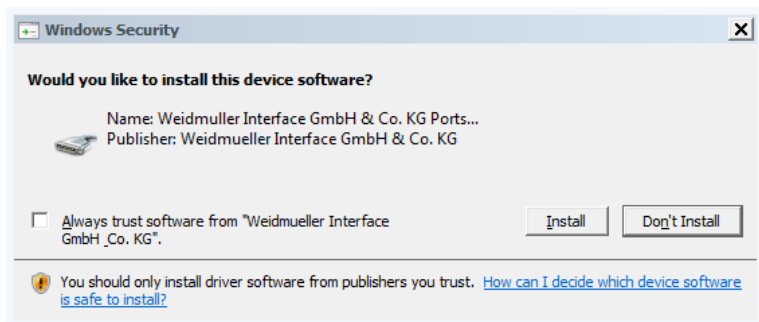 Windows Security
Would you like to install this device software?
Name: Weidmuller Interface GmbH & Co. KG Ports...
Publisher: Weidmueller Interface GmbH & Co. KG
Always trust software from "Weidmueller Interface
GmbH _Co. KG".
Install
Don't Install
You should only install driver software from publishers you trust. How can I decide which device software
is safe to install?